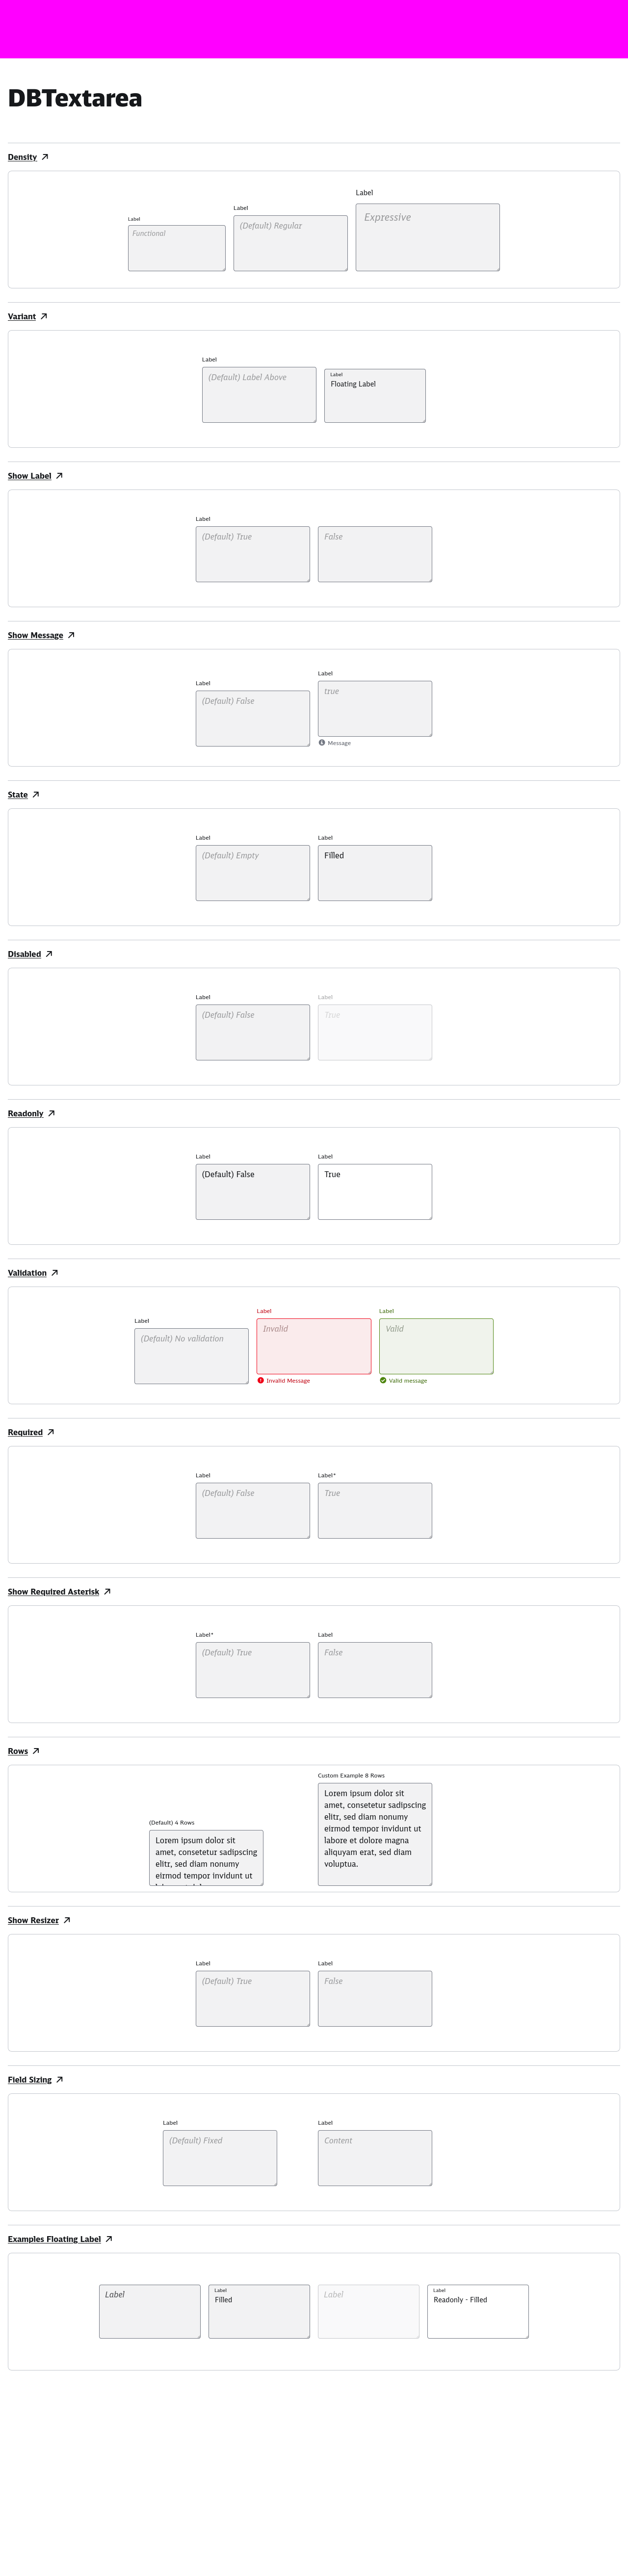 DBTextarea
Density
Label
Functional
Label
(Default) Regular
Label
Expressive
Variant
Label
(Default) Label Above
Label
Floating Label
Show Label
Label
(Default) True
False
Show Message
Label
(Default) False
Label
true
Message
State
Label
(Default) Empty
Label
Filled
Disabled
Label
(Default) False
Label
True
Readonly
Label
(Default) False
Label
True
Validation
Label
(Default) No validation
Label
Invalid
Invalid Message
Label
Valid
Valid message
Required
Label
(Default) False
Label*
True
Show Required Asterisk
Label*
(Default) True
Label
False
Rows
(Default) 4 Rows
Lorem ipsum dolor sit
amet, consetetur sadipscing
elitr, sed diam nonumy
eirmod tempor invidunt ut
Custom Example 8 Rows
Lorem ipsum dolor sit
amet, consetetur sadipscing
elitr, sed diam nonumy
eirmod tempor invidunt ut
labore et dolore magna
aliquyam erat, sed diam
voluptua.
Show Resizer
Label
(Default) True
Label
False
Field Sizing
Label
(Default) Fixed
Label
Content
Examples Floating Label
Label
Label
Filled
Label
Label
Readonly - Filled